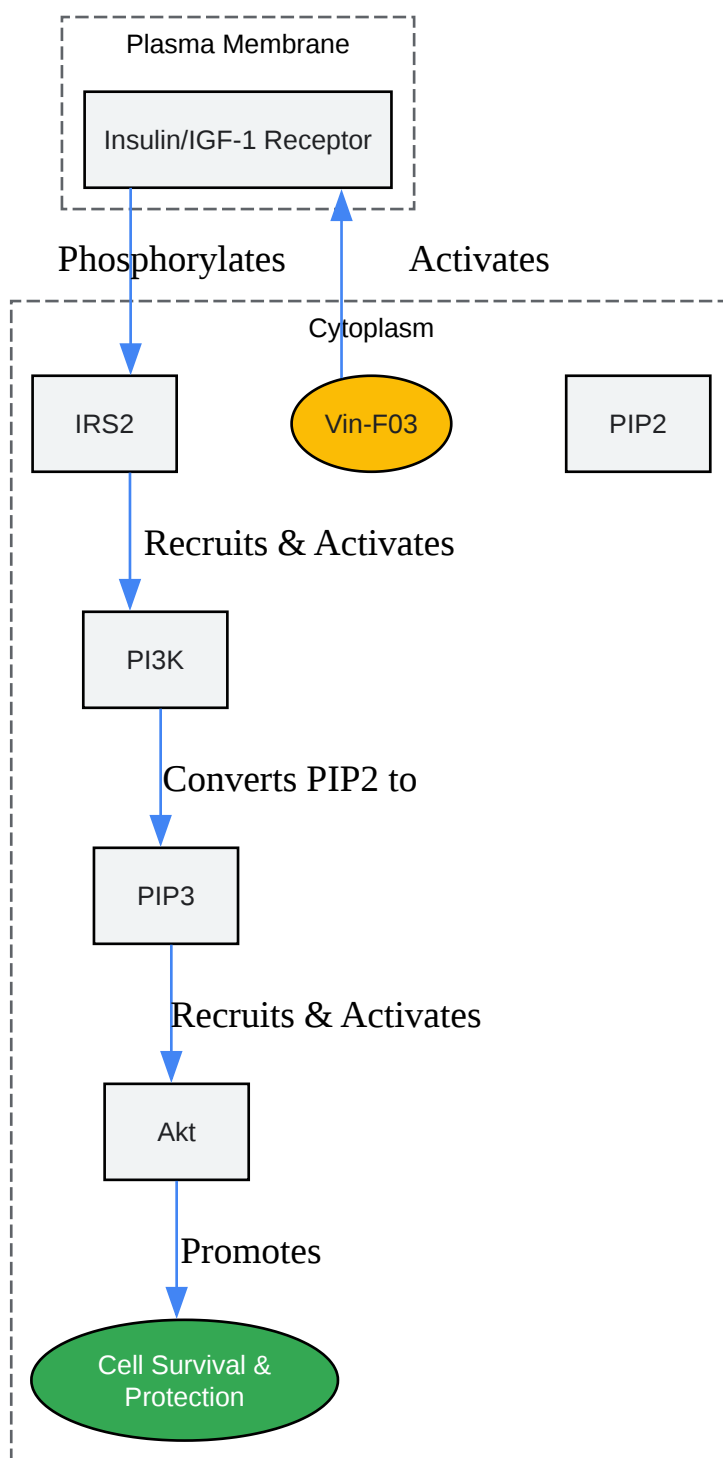 Plasma Membrane
Insulin/IGF-1 Receptor
Phosphorylates
Activates
Cytoplasm
IRS2
Vin-F03
PIP2
Recruits & Activates
PI3K
Converts PIP2 to
PIP3
Recruits & Activates
Akt
Promotes
Cell Survival &
Protection